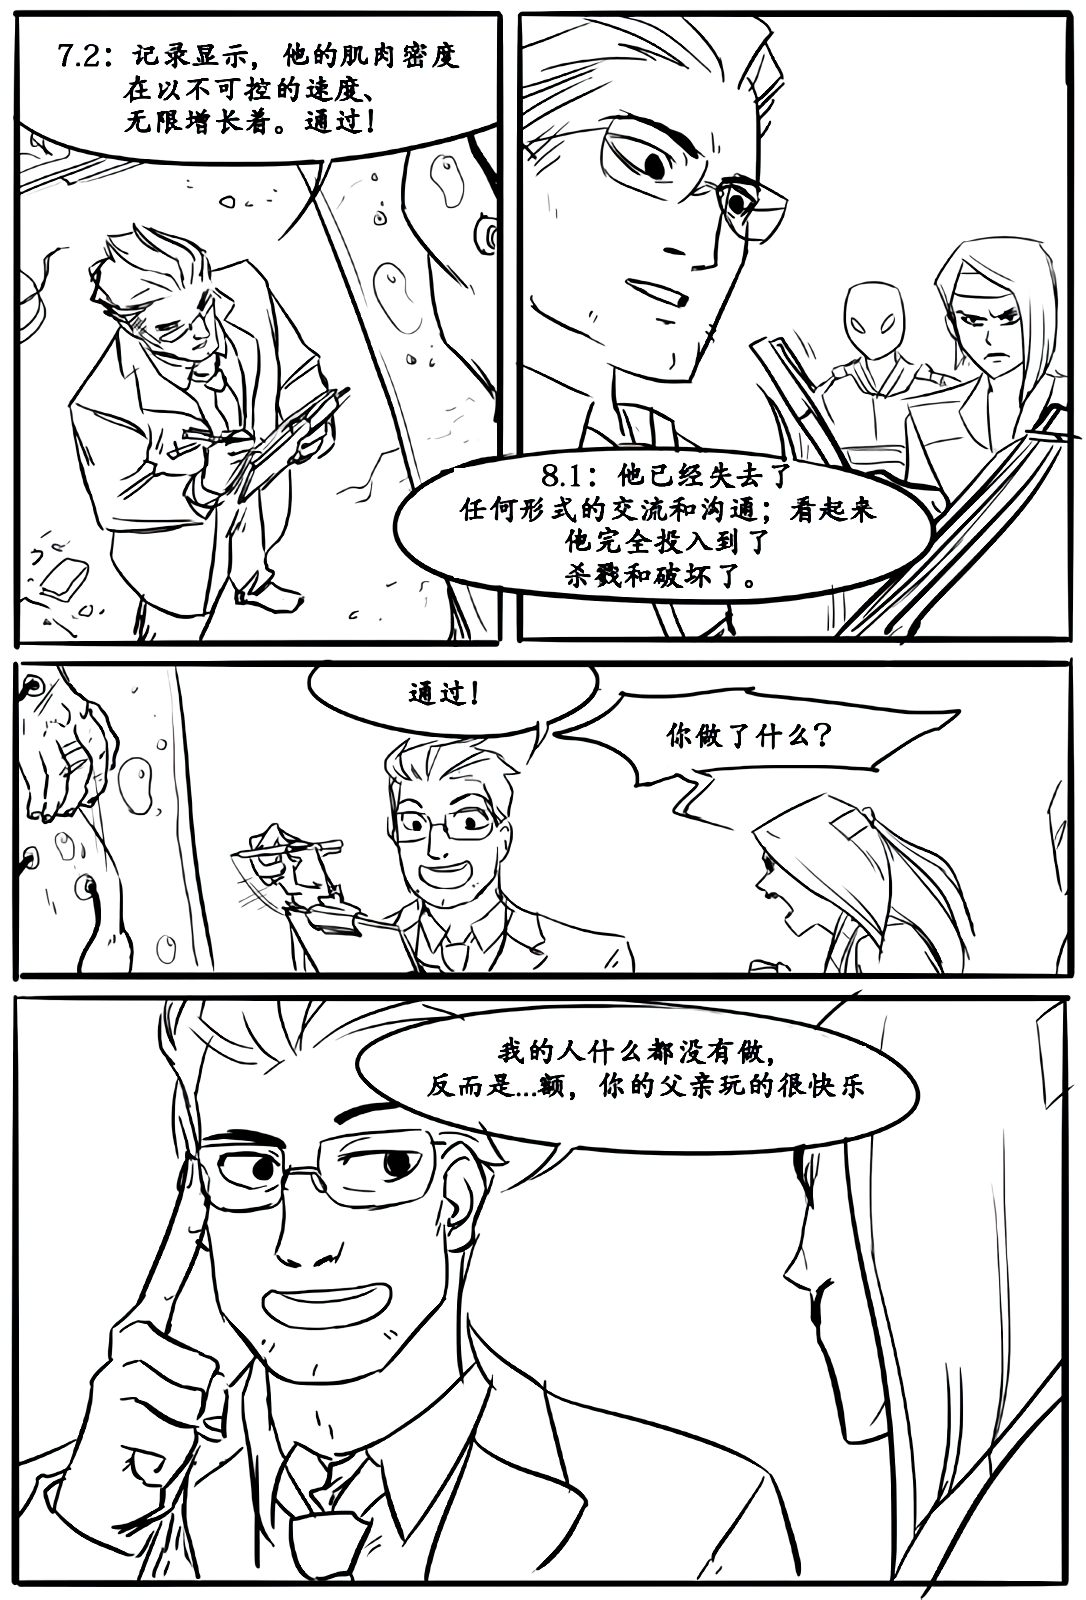 7.2：记录显示，他的肌肉密度
在以不可控的速度、
无限增长着。通过！
8.1：他已经失去了
任何形式的交流和沟通；看起来
他完全投入到了
杀戮和破坏了。
通过！
你做了什么？
我的人什么都没有做，
反而是...额，你的父亲玩的很快乐